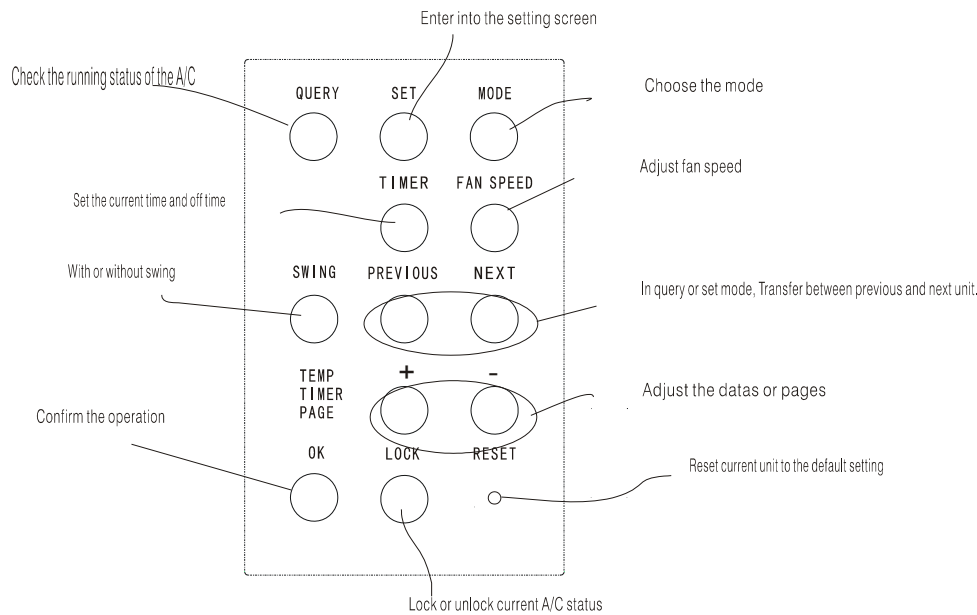 Enter into the setting screen
Check the running status of the A/C
QUERY SET MODE
Choose the mode
TIMER FAN SPEED
Adjust fan speed
Set the current time and off time
With or without swing
SWING PREVIOUS NEXT
In query or set mode, Transfer between previous and next unit.
TEMP
TIMER
PAGE
+ -
Adjust the datas or pages
Confirm the operation
OK LOCK RESET
Reset current unit to the default setting
Lock or unlock current A/C status